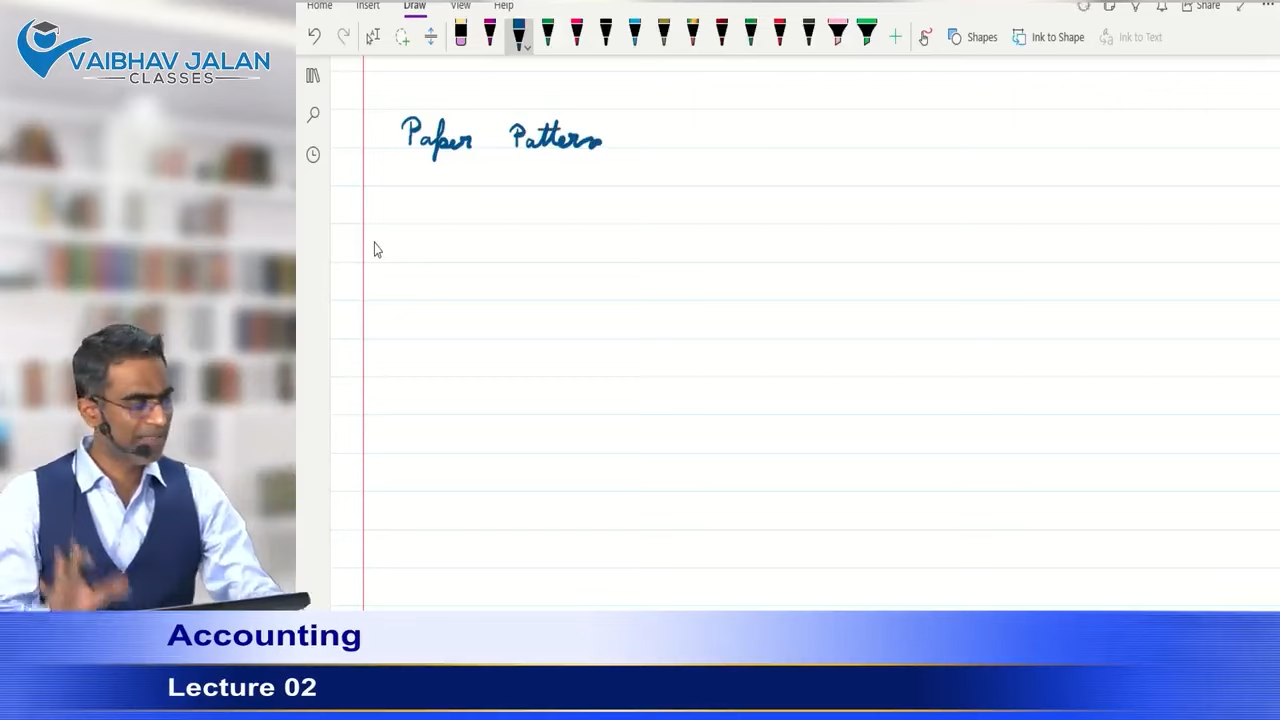 VAIBHAV JALAN
CLASSES
Home Insert Draw View Help
Share
Shapes Ink to Shape Ink to Text
Paper Pattern
Accounting
Lecture 02